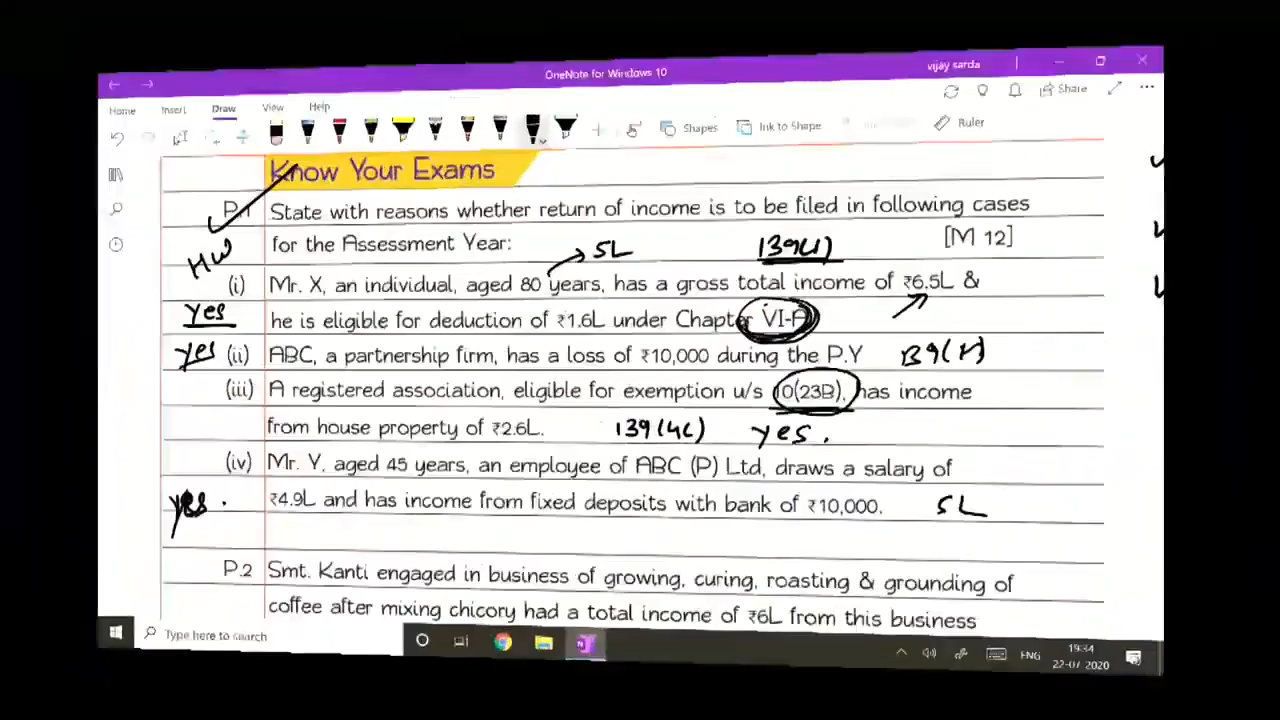 OneNote for Windows 10
vijay sarda
Home Insert Draw View Help
Share
Shapes Ink to Shape Ruler
Know Your Exams
P.1 State with reasons whether return of income is to be filed in following cases
for the Assessment Year: [M 12]
HW 5L 139(1)
(i) Mr. X, an individual, aged 80 years, has a gross total income of ₹6.5L &
Yes he is eligible for deduction of ₹1.6L under Chapter VI-A
yes (ii) ABC, a partnership firm, has a loss of ₹10,000 during the P.Y
(iii) A registered association, eligible for exemption u/s 10(23B), has income
from house property of ₹2.6L. 139(4C) yes.
(iv) Mr. Y, aged 45 years, an employee of ABC (P) Ltd, draws a salary of
yes. ₹4.9L and has income from fixed deposits with bank of ₹10,000. 5L
P.2 Smt. Kanti engaged in business of growing, curing, roasting & grounding of
coffee after mixing chicory had a total income of ₹6L from this business
Type here to search
ENG 19:34
22-07-2020